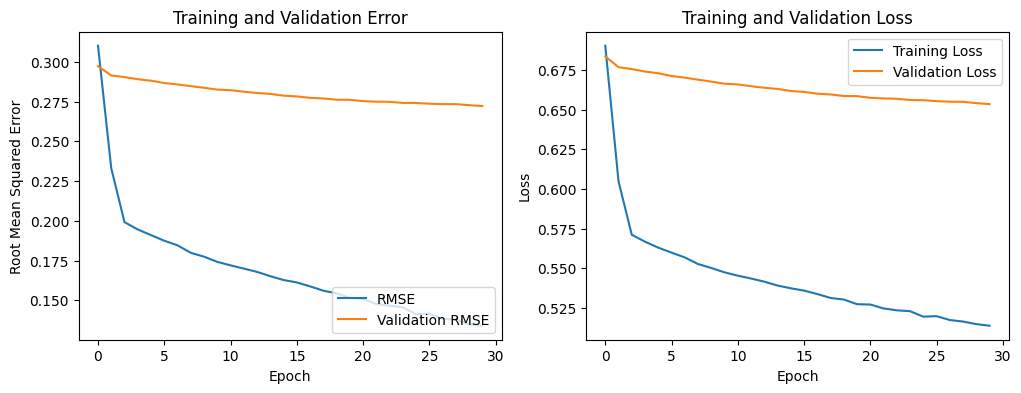 Training and Validation Error
Root Mean Squared Error
0.300
0.275
0.250
0.225
0.200
0.175
0.150
RMSE
Validation RMSE
0 5 10 15 20 25 30
Epoch
Training and Validation Loss
Loss
0.675
0.650
0.625
0.600
0.575
0.550
0.525
Training Loss
Validation Loss
0 5 10 15 20 25 30
Epoch